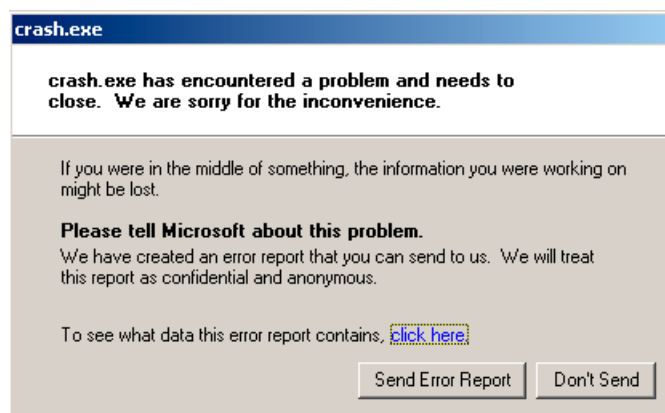 crash.exe
crash.exe has encountered a problem and needs to
close.  We are sorry for the inconvenience.
If you were in the middle of something, the information you were working on
might be lost.
Please tell Microsoft about this problem.
We have created an error report that you can send to us.  We will treat
this report as confidential and anonymous.
To see what data this error report contains, click here.
Send Error Report
Don't Send